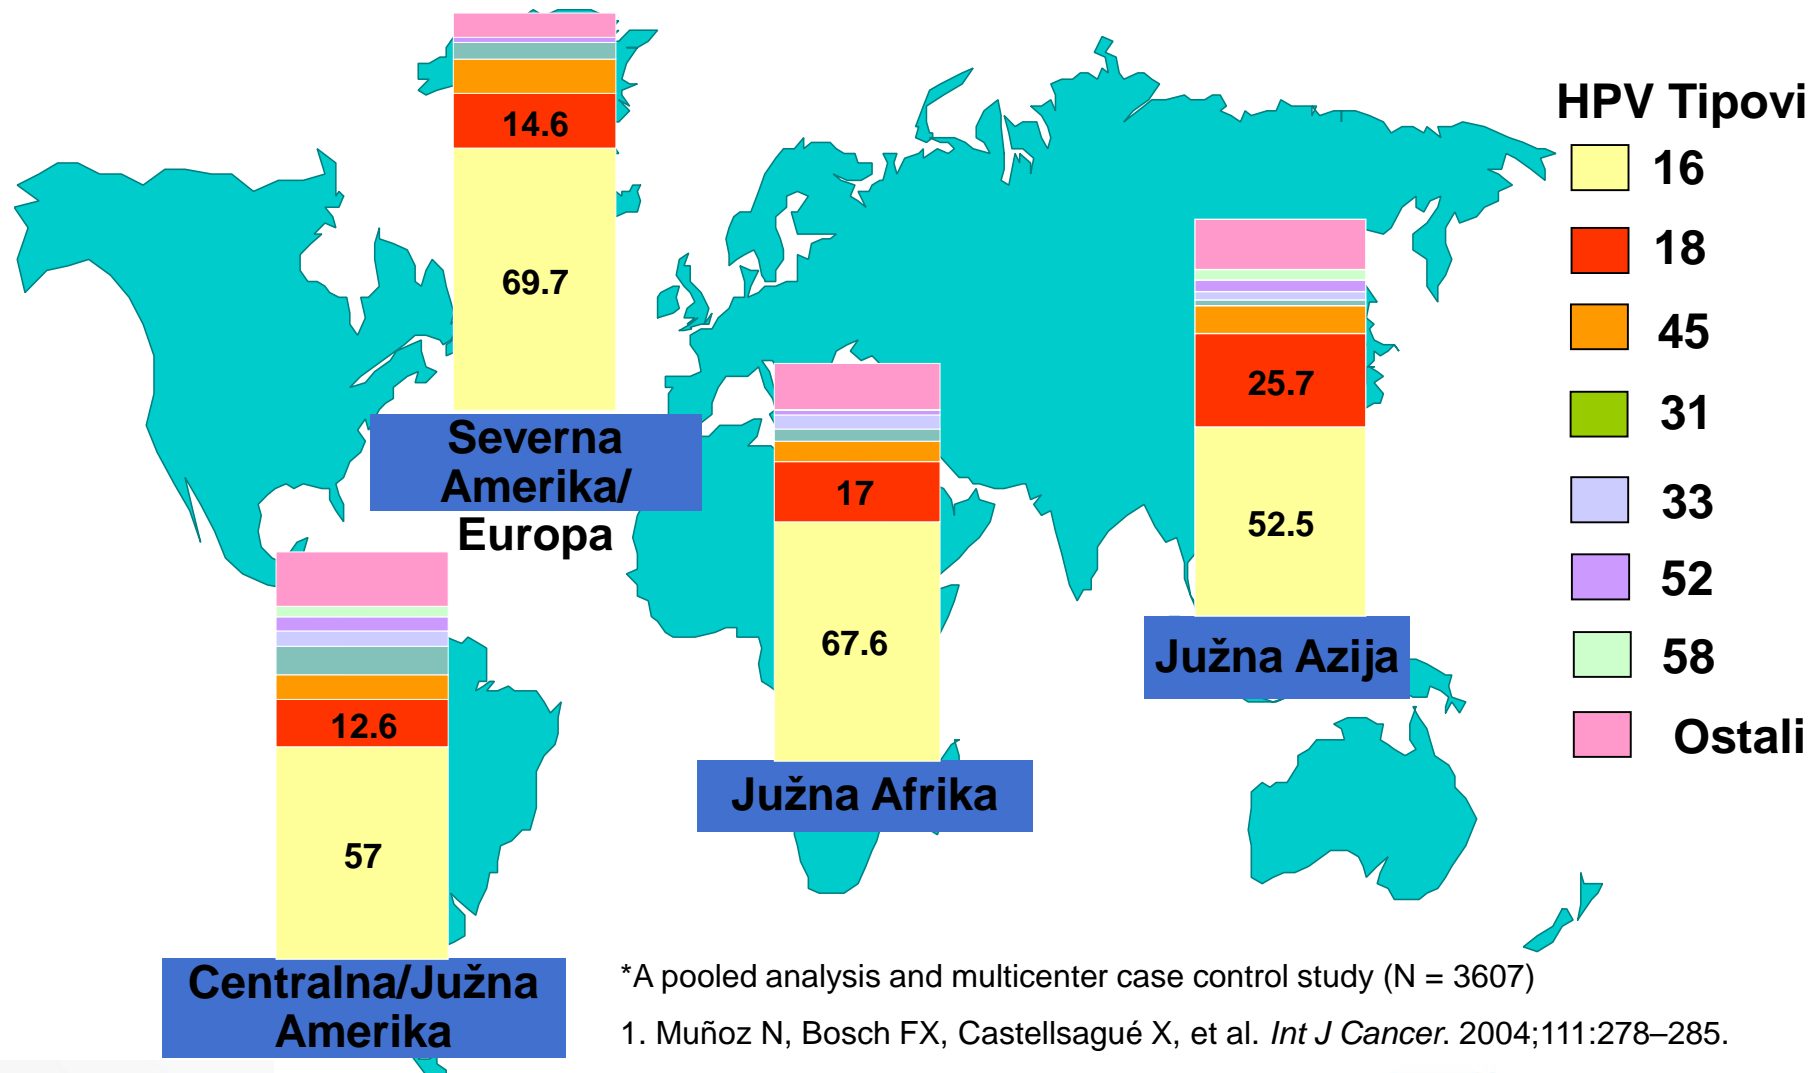 14.6
69.7
Severna
Amerika/
Europa
12.6
57
Centralna/Južna
Amerika
17
67.6
Južna Afrika
25.7
52.5
Južna Azija
HPV Tipovi
16
18
45
31
33
52
58
Ostali
*A pooled analysis and multicenter case control study (N = 3607)
1. Muñoz N, Bosch FX, Castellsagué X, et al. Int J Cancer. 2004;111:278–285.